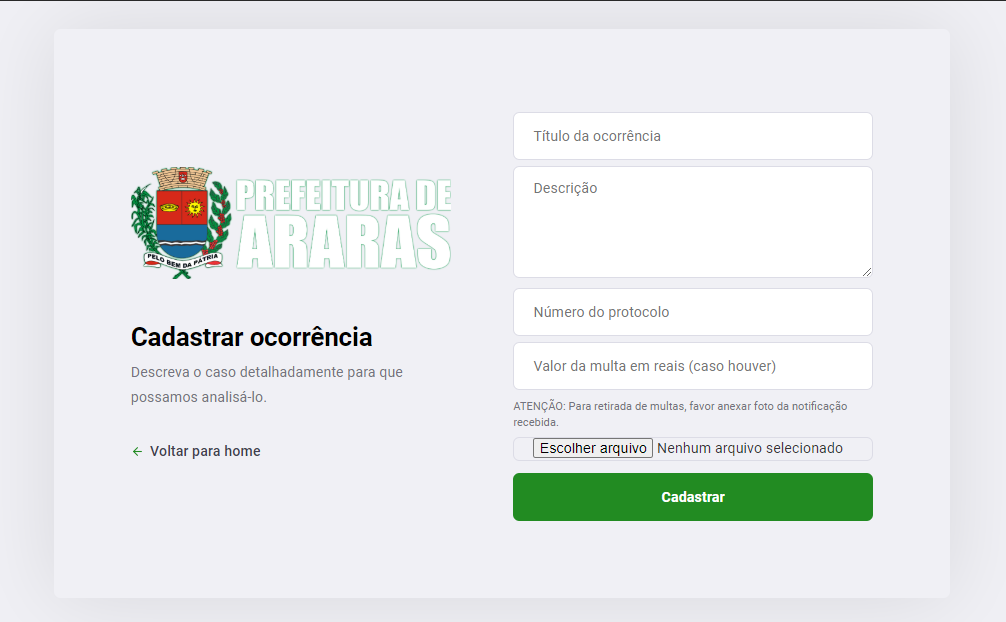 PREFEITURA DE
ARARAS
PELO BEM DA PÁTRIA
Cadastrar ocorrência
Descreva o caso detalhadamente para que
possamos analisá-lo.
← Voltar para home
Título da ocorrência
Descrição
Número do protocolo
Valor da multa em reais (caso houver)
ATENÇÃO: Para retirada de multas, favor anexar foto da notificação
recebida.
Escolher arquivo Nenhum arquivo selecionado
Cadastrar